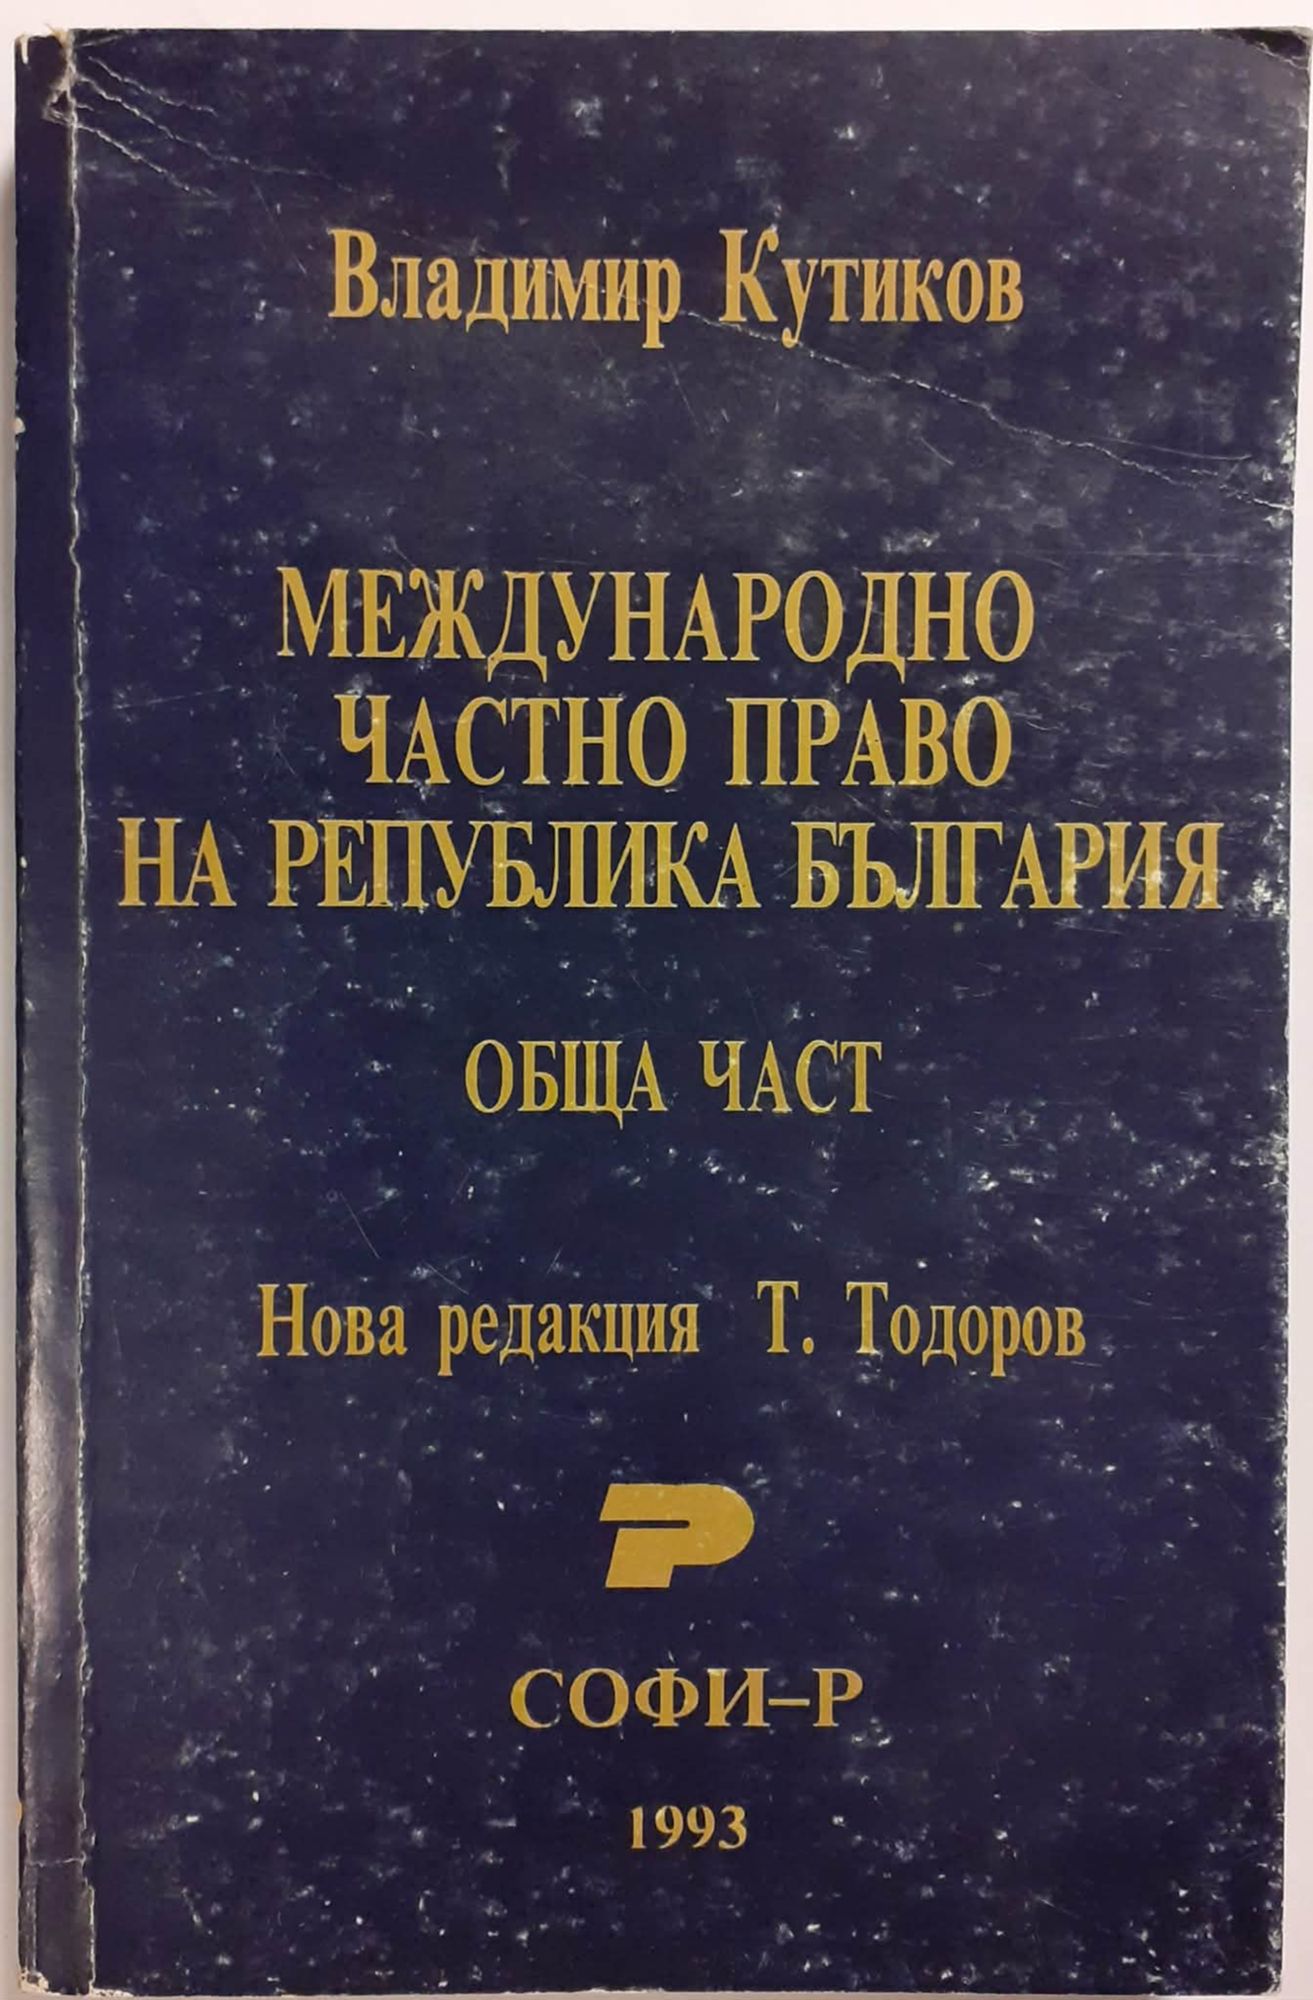 Владимир Кутиков
МЕЖДУНАРОДНО
ЧАСТНО ПРАВО
НА РЕПУБЛИКА БЪЛГАРИЯ
ОБЩА ЧАСТ
Нова редакция Т. Тодоров
Р
СОФИ–Р
1993